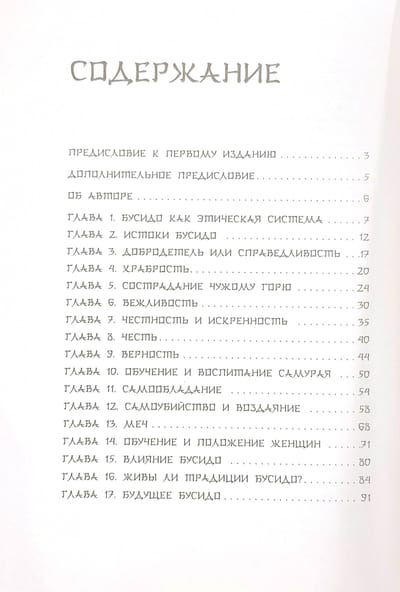 СОДЕРЖАНИЕ
ПРЕДИСЛОВИЕ К ПЕРВОМУ ИЗДАНИЮ ............ 3
ДОПОЛНИТЕЛЬНОЕ ПРЕДИСЛОВИЕ ............... 5
ОБ АВТОРЕ ................................ 6
ГЛАВА 1. БУСИДО КАК ЭТИЧЕСКАЯ СИСТЕМА ..... 7
ГЛАВА 2. ИСТОКИ БУСИДО .................... 12
ГЛАВА 3. ДОБРОДЕТЕЛЬ ИЛИ СПРАВЕДЛИВОСТЬ ...17
ГЛАВА 4. ХРАБРОСТЬ ........................ 20
ГЛАВА 5. СОСТРАДАНИЕ ЧУЖОМУ ГОРЮ .......... 24
ГЛАВА 6. ВЕЖЛИВОСТЬ ....................... 30
ГЛАВА 7. ЧЕСТНОСТЬ И ИСКРЕННОСТЬ .......... 35
ГЛАВА 8. ЧЕСТЬ ............................ 40
ГЛАВА 9. ВЕРНОСТЬ ......................... 44
ГЛАВА 10. ОБУЧЕНИЕ И ВОСПИТАНИЕ САМУРАЯ ... 50
ГЛАВА 11. САМООБЛАДАНИЕ ................... 54
ГЛАВА 12. САМОУБИЙСТВО И ВОЗДАЯНИЕ ........ 58
ГЛАВА 13. МЕЧ ............................. 68
ГЛАВА 14. ОБУЧЕНИЕ И ПОЛОЖЕНИЕ ЖЕНЩИН ..... 71
ГЛАВА 15. ВЛИЯНИЕ БУСИДО .................. 80
ГЛАВА 16. ЖИВЫ ЛИ ТРАДИЦИИ БУСИДО? ........ 84
ГЛАВА 17. БУДУЩЕЕ БУСИДО .................. 91